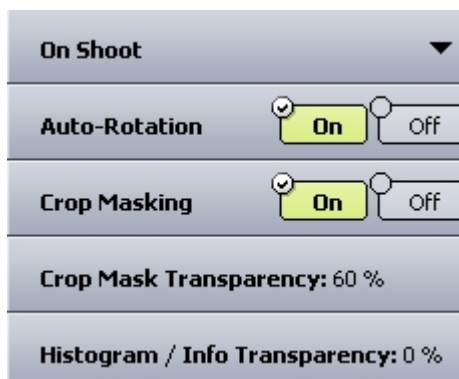 On Shoot
Auto-Rotation On Off
Crop Masking On Off
Crop Mask Transparency: 60 %
Histogram / Info Transparency: 0 %